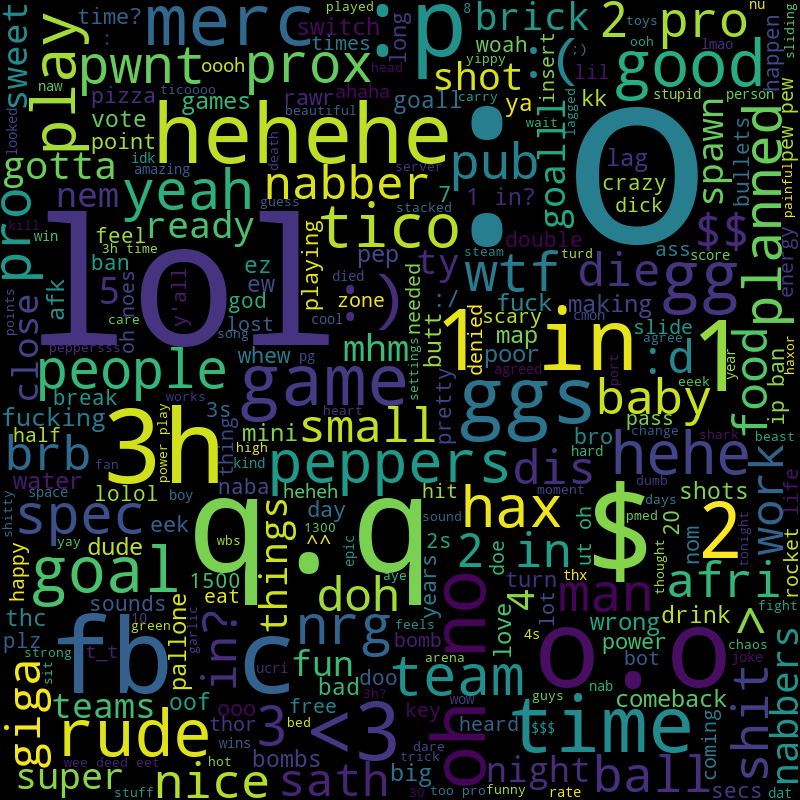 played
:
time?
merc
:p
switch
times
long
woah
brick
8
2
pro
nu
toys
ooh
lmao
sliding
sweet
play
pwnt
prox
oooh
yippy
head
:(
;)
lil
good
happen
naw
ticoooo
pizza
games
rawr
ahaha
goall
shot
carry
insert
kk
ya
stupid
person
pew pew
vote
point
hehehe
beautiful
wait
lagged
:O
lag
crazy
dick
spawn
bullets
painful
planned
looked
gotta
idk
amazing
death
server
pub
goalll
nem
yeah
nabber
guess
stacked
7
1 in?
pro
kill
win
feel
ready
tico
double
$$
energy
3h time
playing
pep
ty
steam
turd
ass
score
lol
y'all
ban
ez
ew
god
died
zone
:)
needed
wtf
die
gg
5
afk
oh noes
:/
fuck
making
close
points
care
lost
cool
butt
denied
scary
cmon
slide
song
whew
pg
mhm
map
poor
agree
people
peppersss
game
settings
agreed
1
in
:d
1
year
haxor
ip ban
food
eeek
break
works
heart
pretty
ggs
port
baby
pass
fucking
3s
3h
power play
thing
mini
small
bro
change
shark
beast
half
high
hard
brb
fan
kind
peppers
dis
hehe
work
life
water
naba
moment
dumb
days
space
lolol
boy
heheh
hit
shots
spec
wbs
1300
sound
hax
$
pmed
20
2
rocket
shitty
eek
day
q.q
epic
nom
tonight
yay
dude
things
^^
2s
2 in
ut
oh
thought
goal
1500
aye
doh
years
doe
thx
afri
fight
happy
eat
4
turn
man
thc
sounds
10
garlic
nrg
love
lot
wrong
drink
^
plz
green
feels
no
4s
power
chaos
strong
t_t
pallone
in?
bomb
o.o
bot
joke
fb
c
ucri
fun
doo
team
arena
3h?
nab
sit
teams
oof
bad
guys
comeback
nabbers
giga
ooo
free
key
wow
rude
thor
bed
3
<3
oh
heard
$$$
time
shit
coming
wins
trick
dare
wee deed eet
hot
bombs
super
nice
sath
big
night
ball
stuff
3Q
too pro
funny
rate
secs
dat